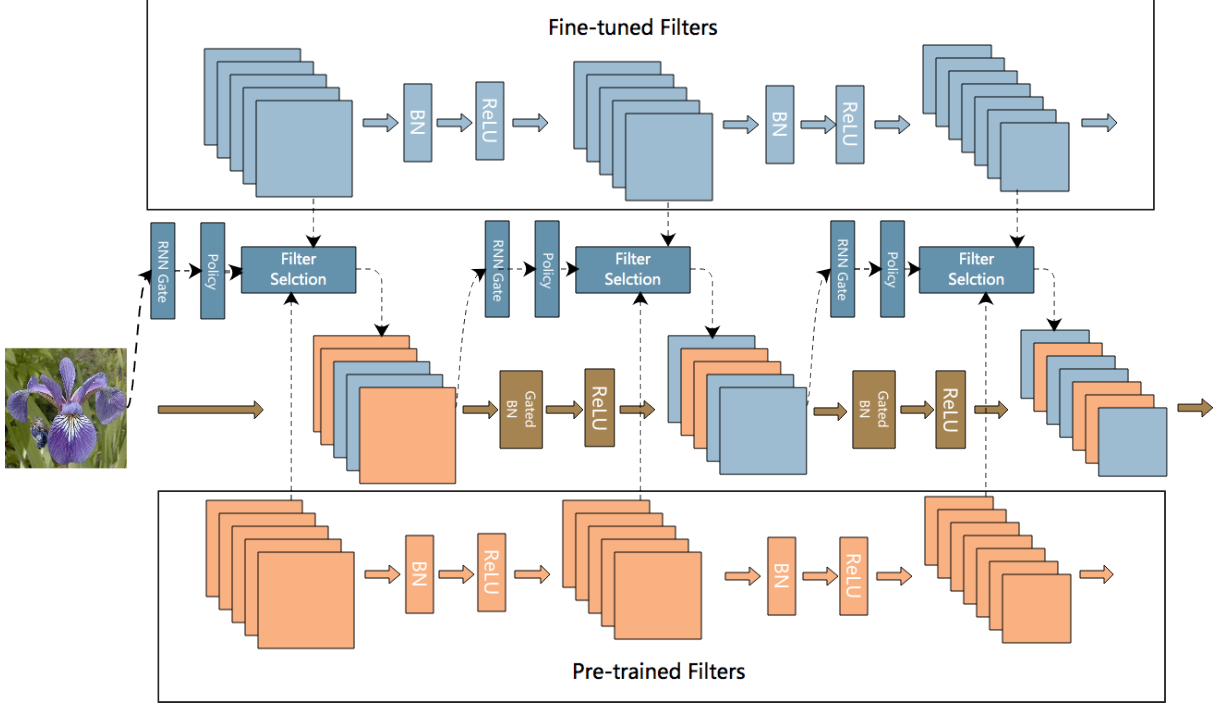 Fine-tuned Filters
BN
ReLU
BN
ReLU
RNN Gate
Policy
Filter
Selction
RNN Gate
Policy
Filter
Selction
RNN Gate
Policy
Filter
Selction
Gated
BN
ReLU
Gated
BN
ReLU
BN
ReLU
BN
ReLU
Pre-trained Filters